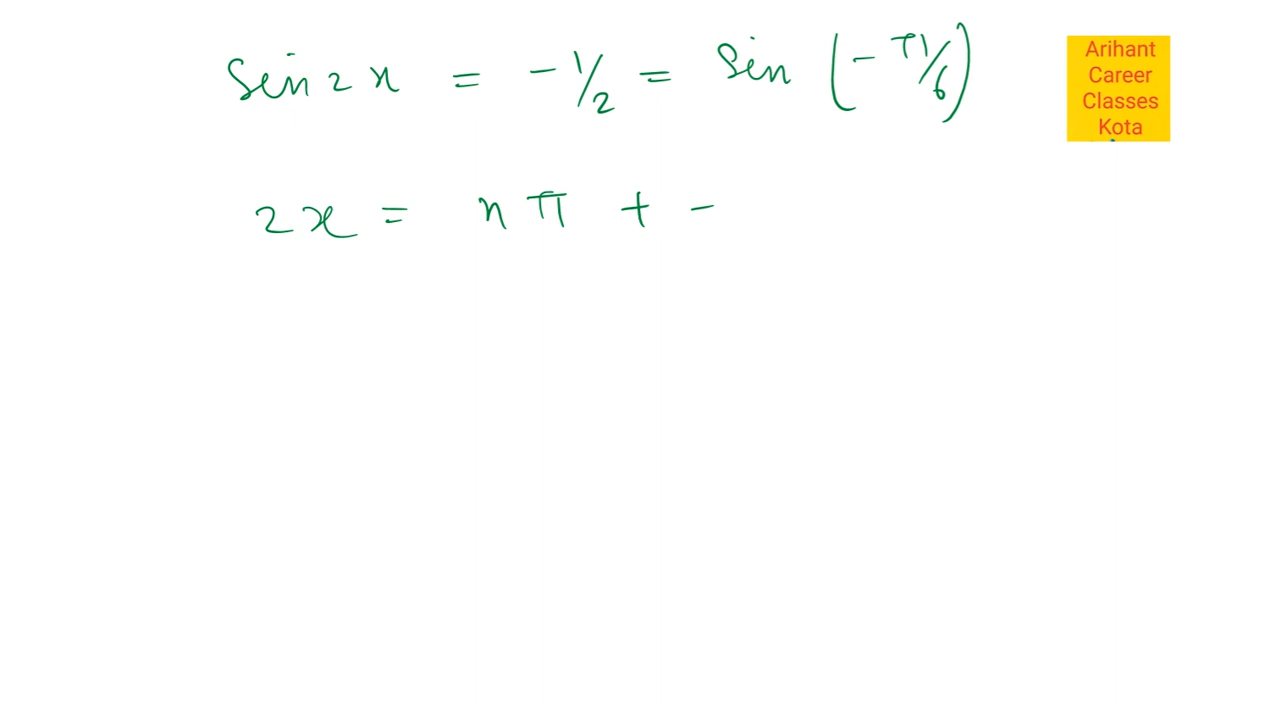 sin 2x = - 1/2 = sin (- π/6)
2x = nπ + -
Arihant
Career
Classes
Kota